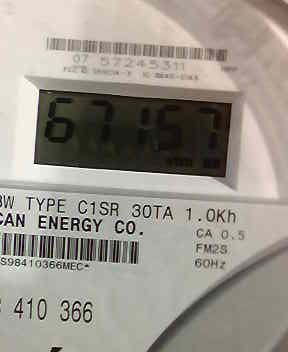 07 57245311
67157
3W TYPE C1SR 30TA 1.0Kh
CAN ENERGY CO.
CA 0.5
FM2S
S98410366MEC*
60Hz
410 366